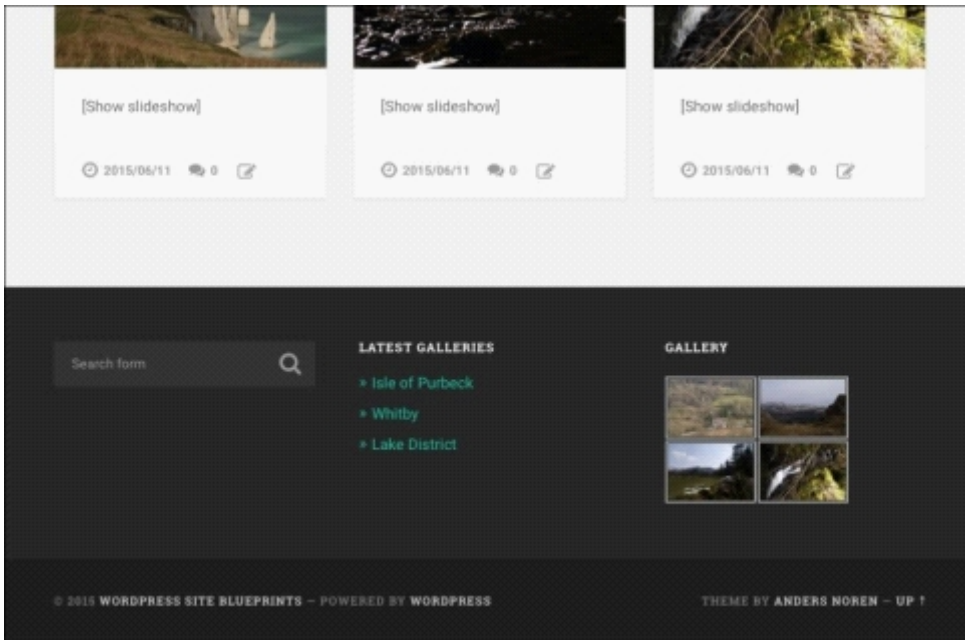 [Show slideshow] [Show slideshow] [Show slideshow]
2015/06/11 0 2015/06/11 0 2015/06/11 0
Search form
LATEST GALLERIES
» Isle of Purbeck
» Whitby
» Lake District
GALLERY
© 2015 WORDPRESS SITE BLUEPRINTS — POWERED BY WORDPRESS
THEME BY ANDERS NOREN — UP ↑